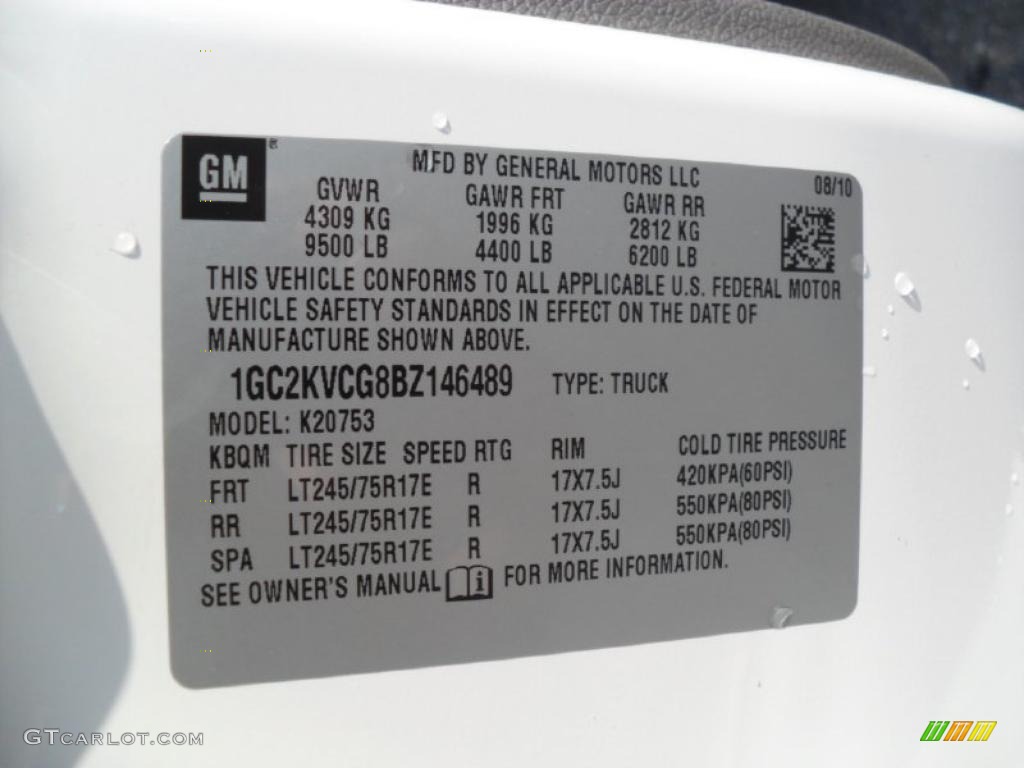 GM
MFD BY GENERAL MOTORS LLC
08/10
GVWR GAWR FRT GAWR RR
4309 KG 1996 KG 2812 KG
9500 LB 4400 LB 6200 LB
THIS VEHICLE CONFORMS TO ALL APPLICABLE U.S. FEDERAL MOTOR
VEHICLE SAFETY STANDARDS IN EFFECT ON THE DATE OF
MANUFACTURE SHOWN ABOVE.
1GC2KVCG8BZ146489 TYPE: TRUCK
MODEL: K20753
KBQM TIRE SIZE SPEED RTG RIM COLD TIRE PRESSURE
FRT LT245/75R17E R 17X7.5J 420KPA(60PSI)
RR LT245/75R17E R 17X7.5J 550KPA(80PSI)
SPA LT245/75R17E R 17X7.5J 550KPA(80PSI)
SEE OWNER'S MANUAL i FOR MORE INFORMATION.
GTCARLOT.COM